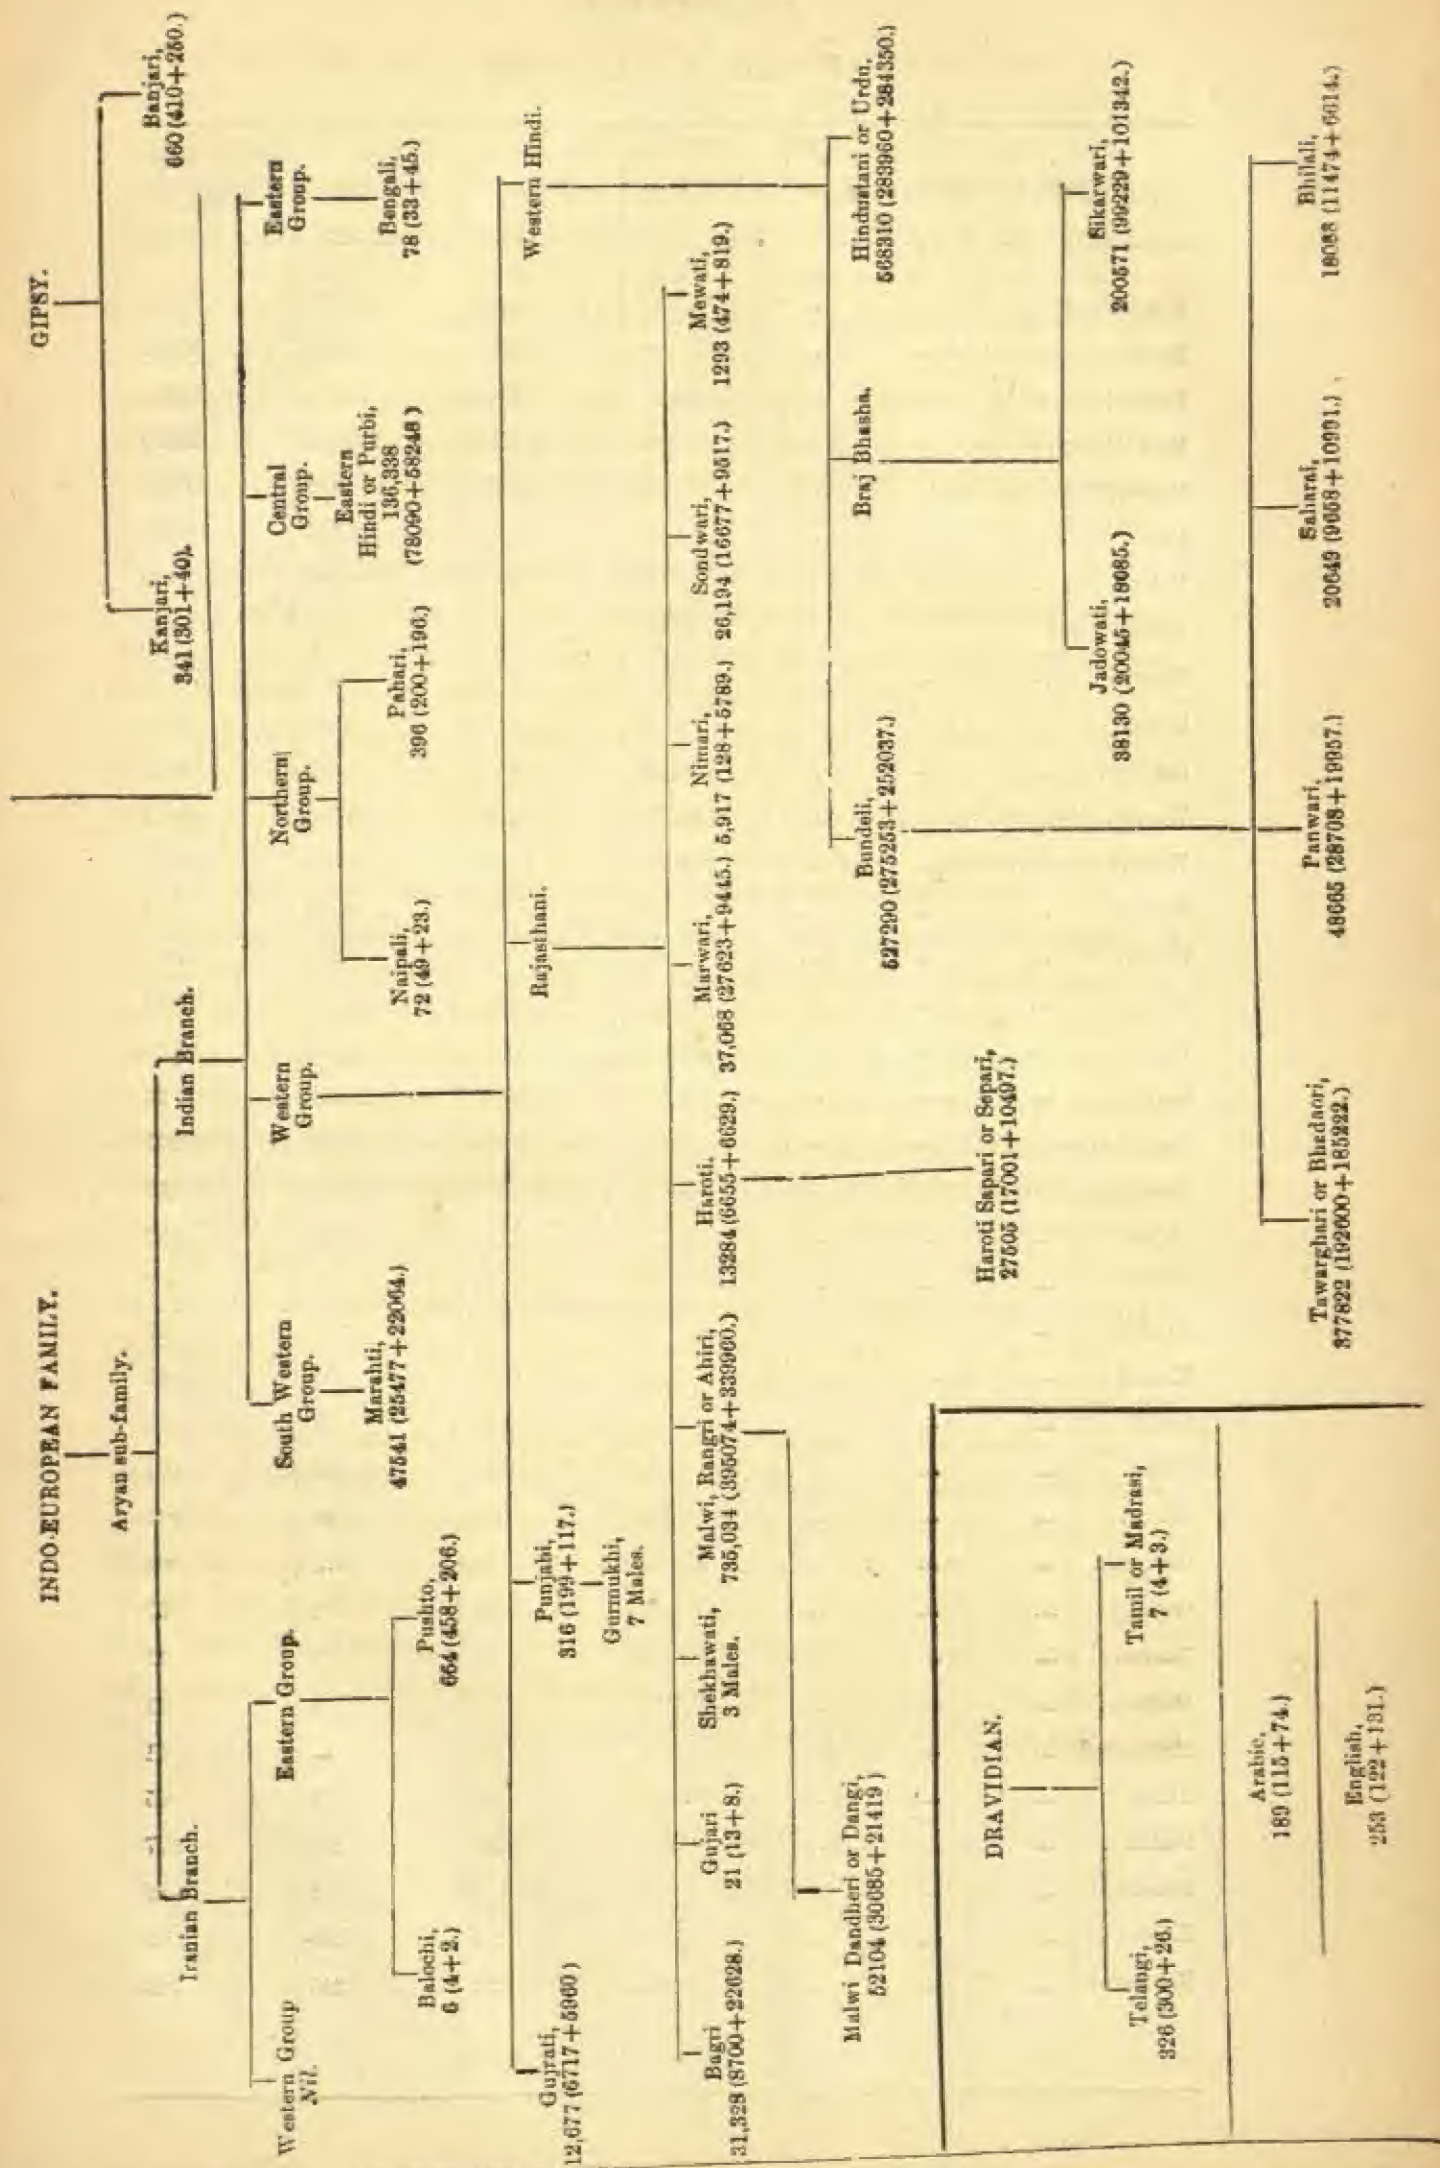 INDO-EUROPEAN FAMILY.
Aryan sub-family.
Iranian Branch.
Indian Branch.
Western Group
Nil.
Eastern Group.
Balochi,
6 (4+2.)
Pushto,
664 (458+206.)
South Western
Group.
Marahti,
47541 (25477+22064.)
Western
Group.
Northern
Group.
Naipali,
72 (49+23.)
Pahari,
396 (200+196.)
Central
Group.
Eastern
Hindi or Purbi,
136,338
(78090+58248)
Eastern
Group.
Bengali,
78 (33+45.)
GIPSY.
Kanjari,
341 (301+40).
Banjari,
660 (410+250.)
Gujrati,
12,677 (6717+5960)
Punjabi,
316 (199+117.)
Gurmukhi,
7 Males.
Rajasthani.
Western Hindi.
Bagri
31,328 (8700+22628.)
Gujari
21 (13+8.)
Shekhawati,
3 Males.
Malwi, Rangri or Ahiri,
735,034 (395074+339960.)
Haroti.
13284 (6655+6629.)
Marwari,
37,068 (27623+9445.)
Nimari,
5,917 (128+5789.)
Sondwari,
26,194 (16677+9517.)
Mewati,
1293 (474+819.)
Malwi Dandheri or Dangi,
52104 (30685+21419)
Haroti Sapari or Separi,
27505 (17001+10497.)
Bundeli,
527290 (275253+252037.)
Braj Bhasha.
Hindustani or Urdu,
568310 (283960+284350.)
Jadowati,
38130 (20045+18085.)
Sikarwari,
200571 (99229+101342.)
Tawarghari or Bhadaori,
377822 (192600+185222.)
Panwari,
48665 (28708+19957.)
Saharai,
20649 (9658+10991.)
Bhilali,
18088 (11474+6614.)
DRAVIDIAN.
Telangi,
326 (300+26.)
Tamil or Madrasi,
7 (4+3.)
Arabic,
189 (115+74.)
English,
253 (122+131.)